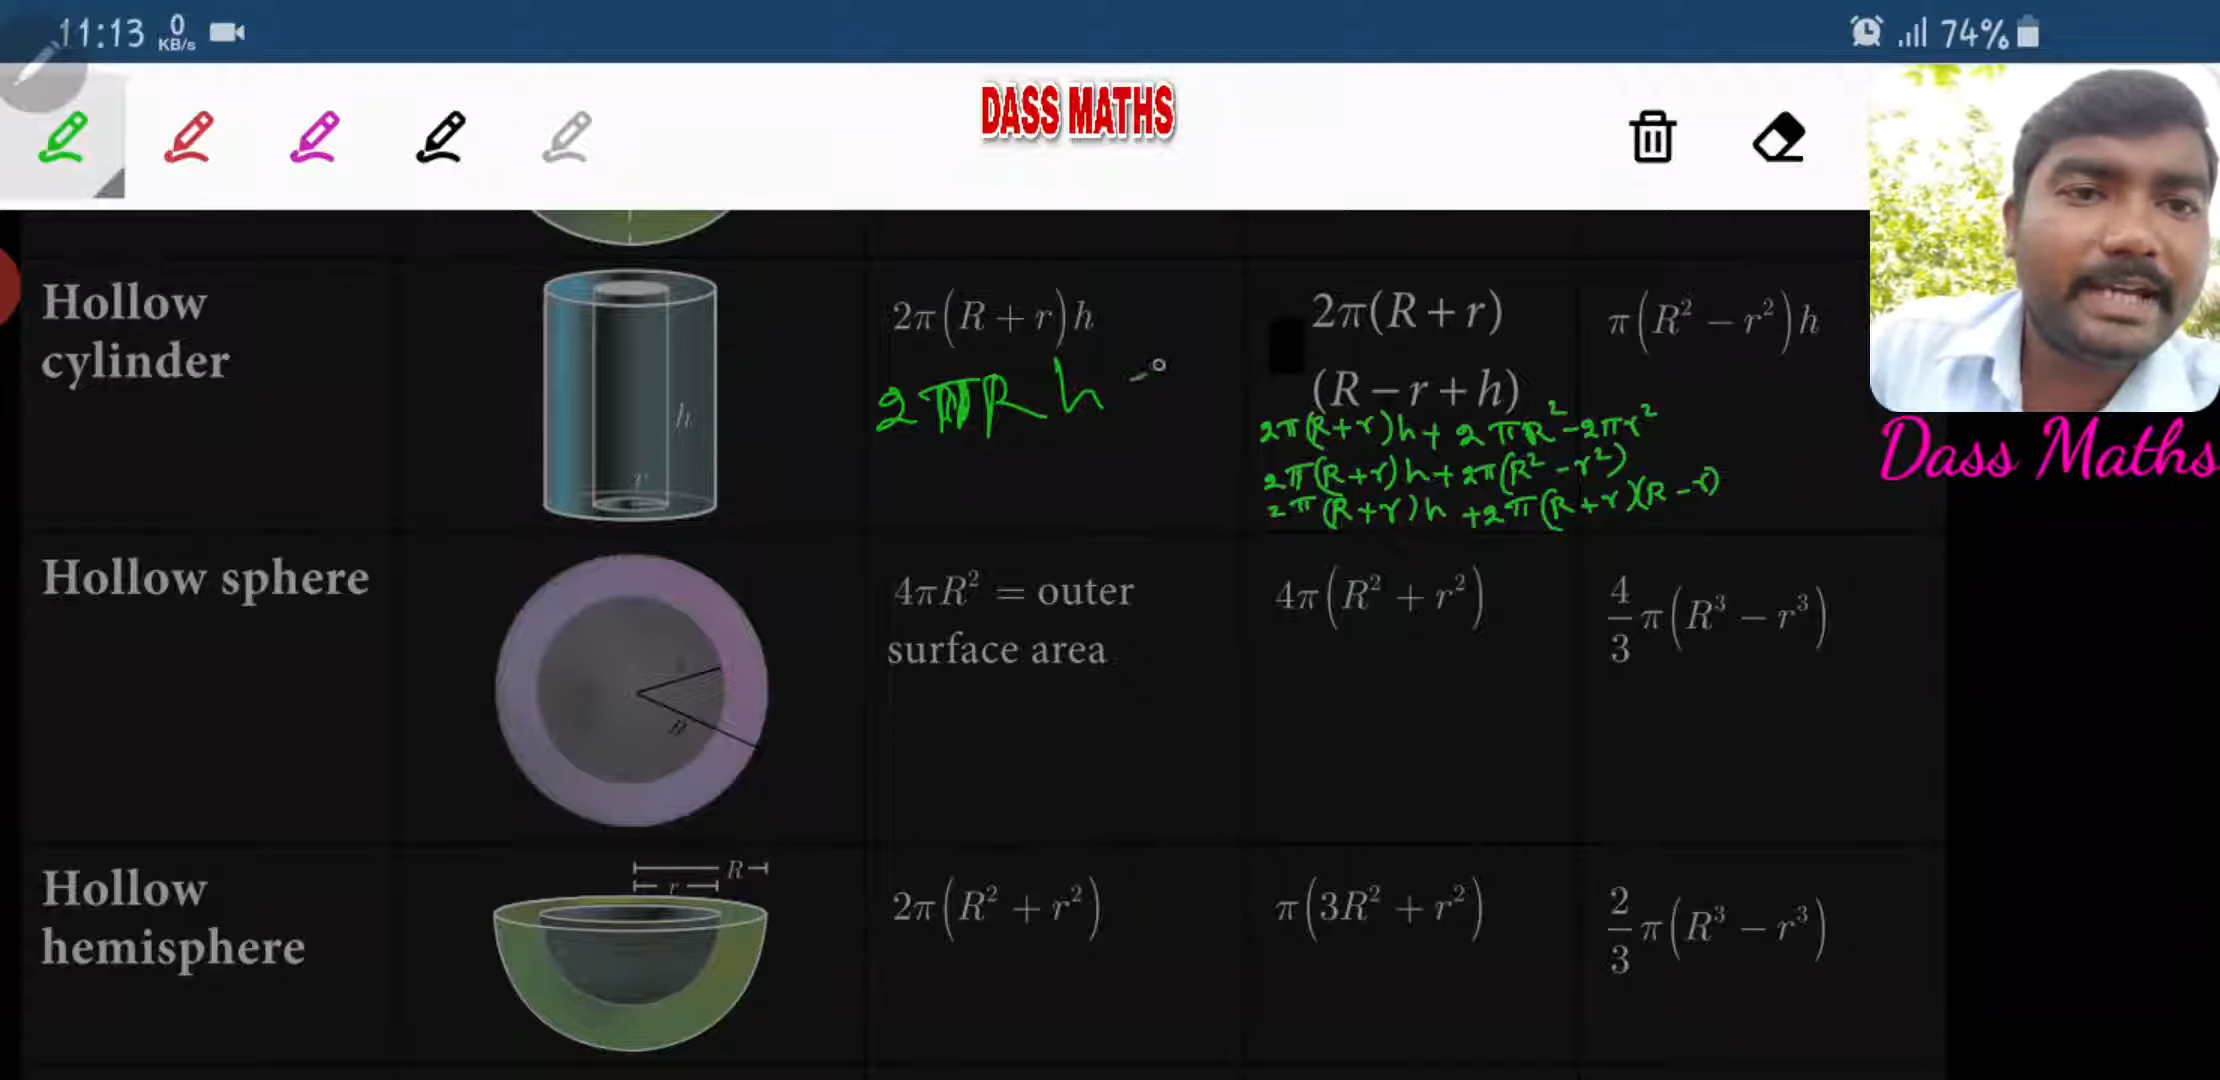 11:13 0 KB/s
74%
DASS MATHS
Dass Maths
Hollow cylinder
h
r
2π(R + r)h
2πRh -
2π(R + r)
(R − r + h)
2π(R+r)h + 2πR² - 2πr²
2π(R+r)h + 2π(R² - r²)
2π(R+r)h + 2π(R+r)(R-r)
π(R² − r²)h
Hollow sphere
R
4πR² = outer
surface area
4π(R² + r²)
4/3 π(R³ − r³)
Hollow
hemisphere
R
r
2π(R² + r²)
π(3R² + r²)
2/3 π(R³ − r³)